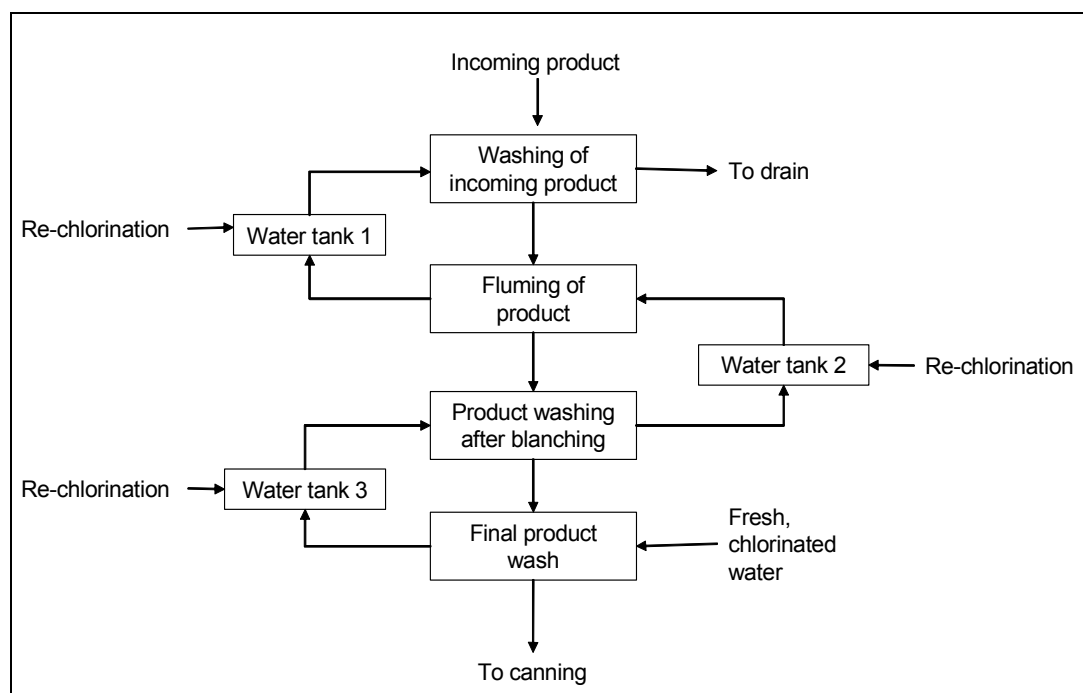 Incoming product
Washing of
incoming product
To drain
Re-chlorination
Water tank 1
Fluming of
product
Water tank 2
Re-chlorination
Product washing
after blanching
Re-chlorination
Water tank 3
Final product
wash
Fresh,
chlorinated
water
To canning